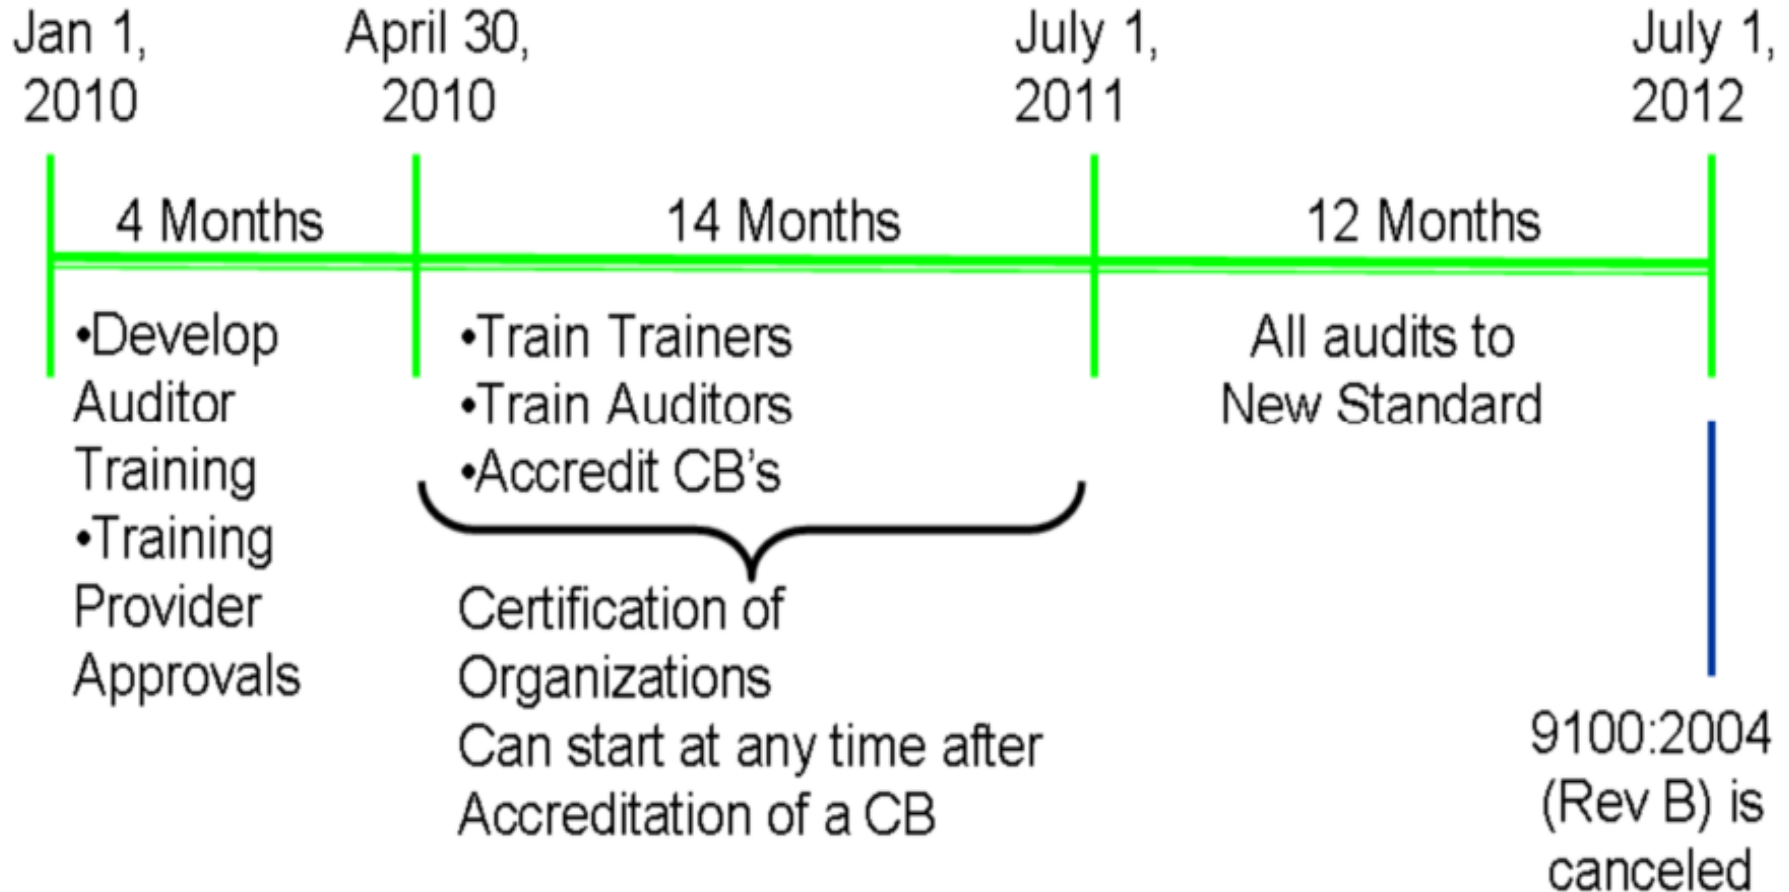 Jan 1,
2010
April 30,
2010
July 1,
2011
July 1,
2012
4 Months
14 Months
12 Months
•Develop
Auditor
Training
•Training
Provider
Approvals
•Train Trainers
•Train Auditors
•Accredit CB’s
Certification of
Organizations
Can start at any time after
Accreditation of a CB
All audits to
New Standard
9100:2004
(Rev B) is
canceled